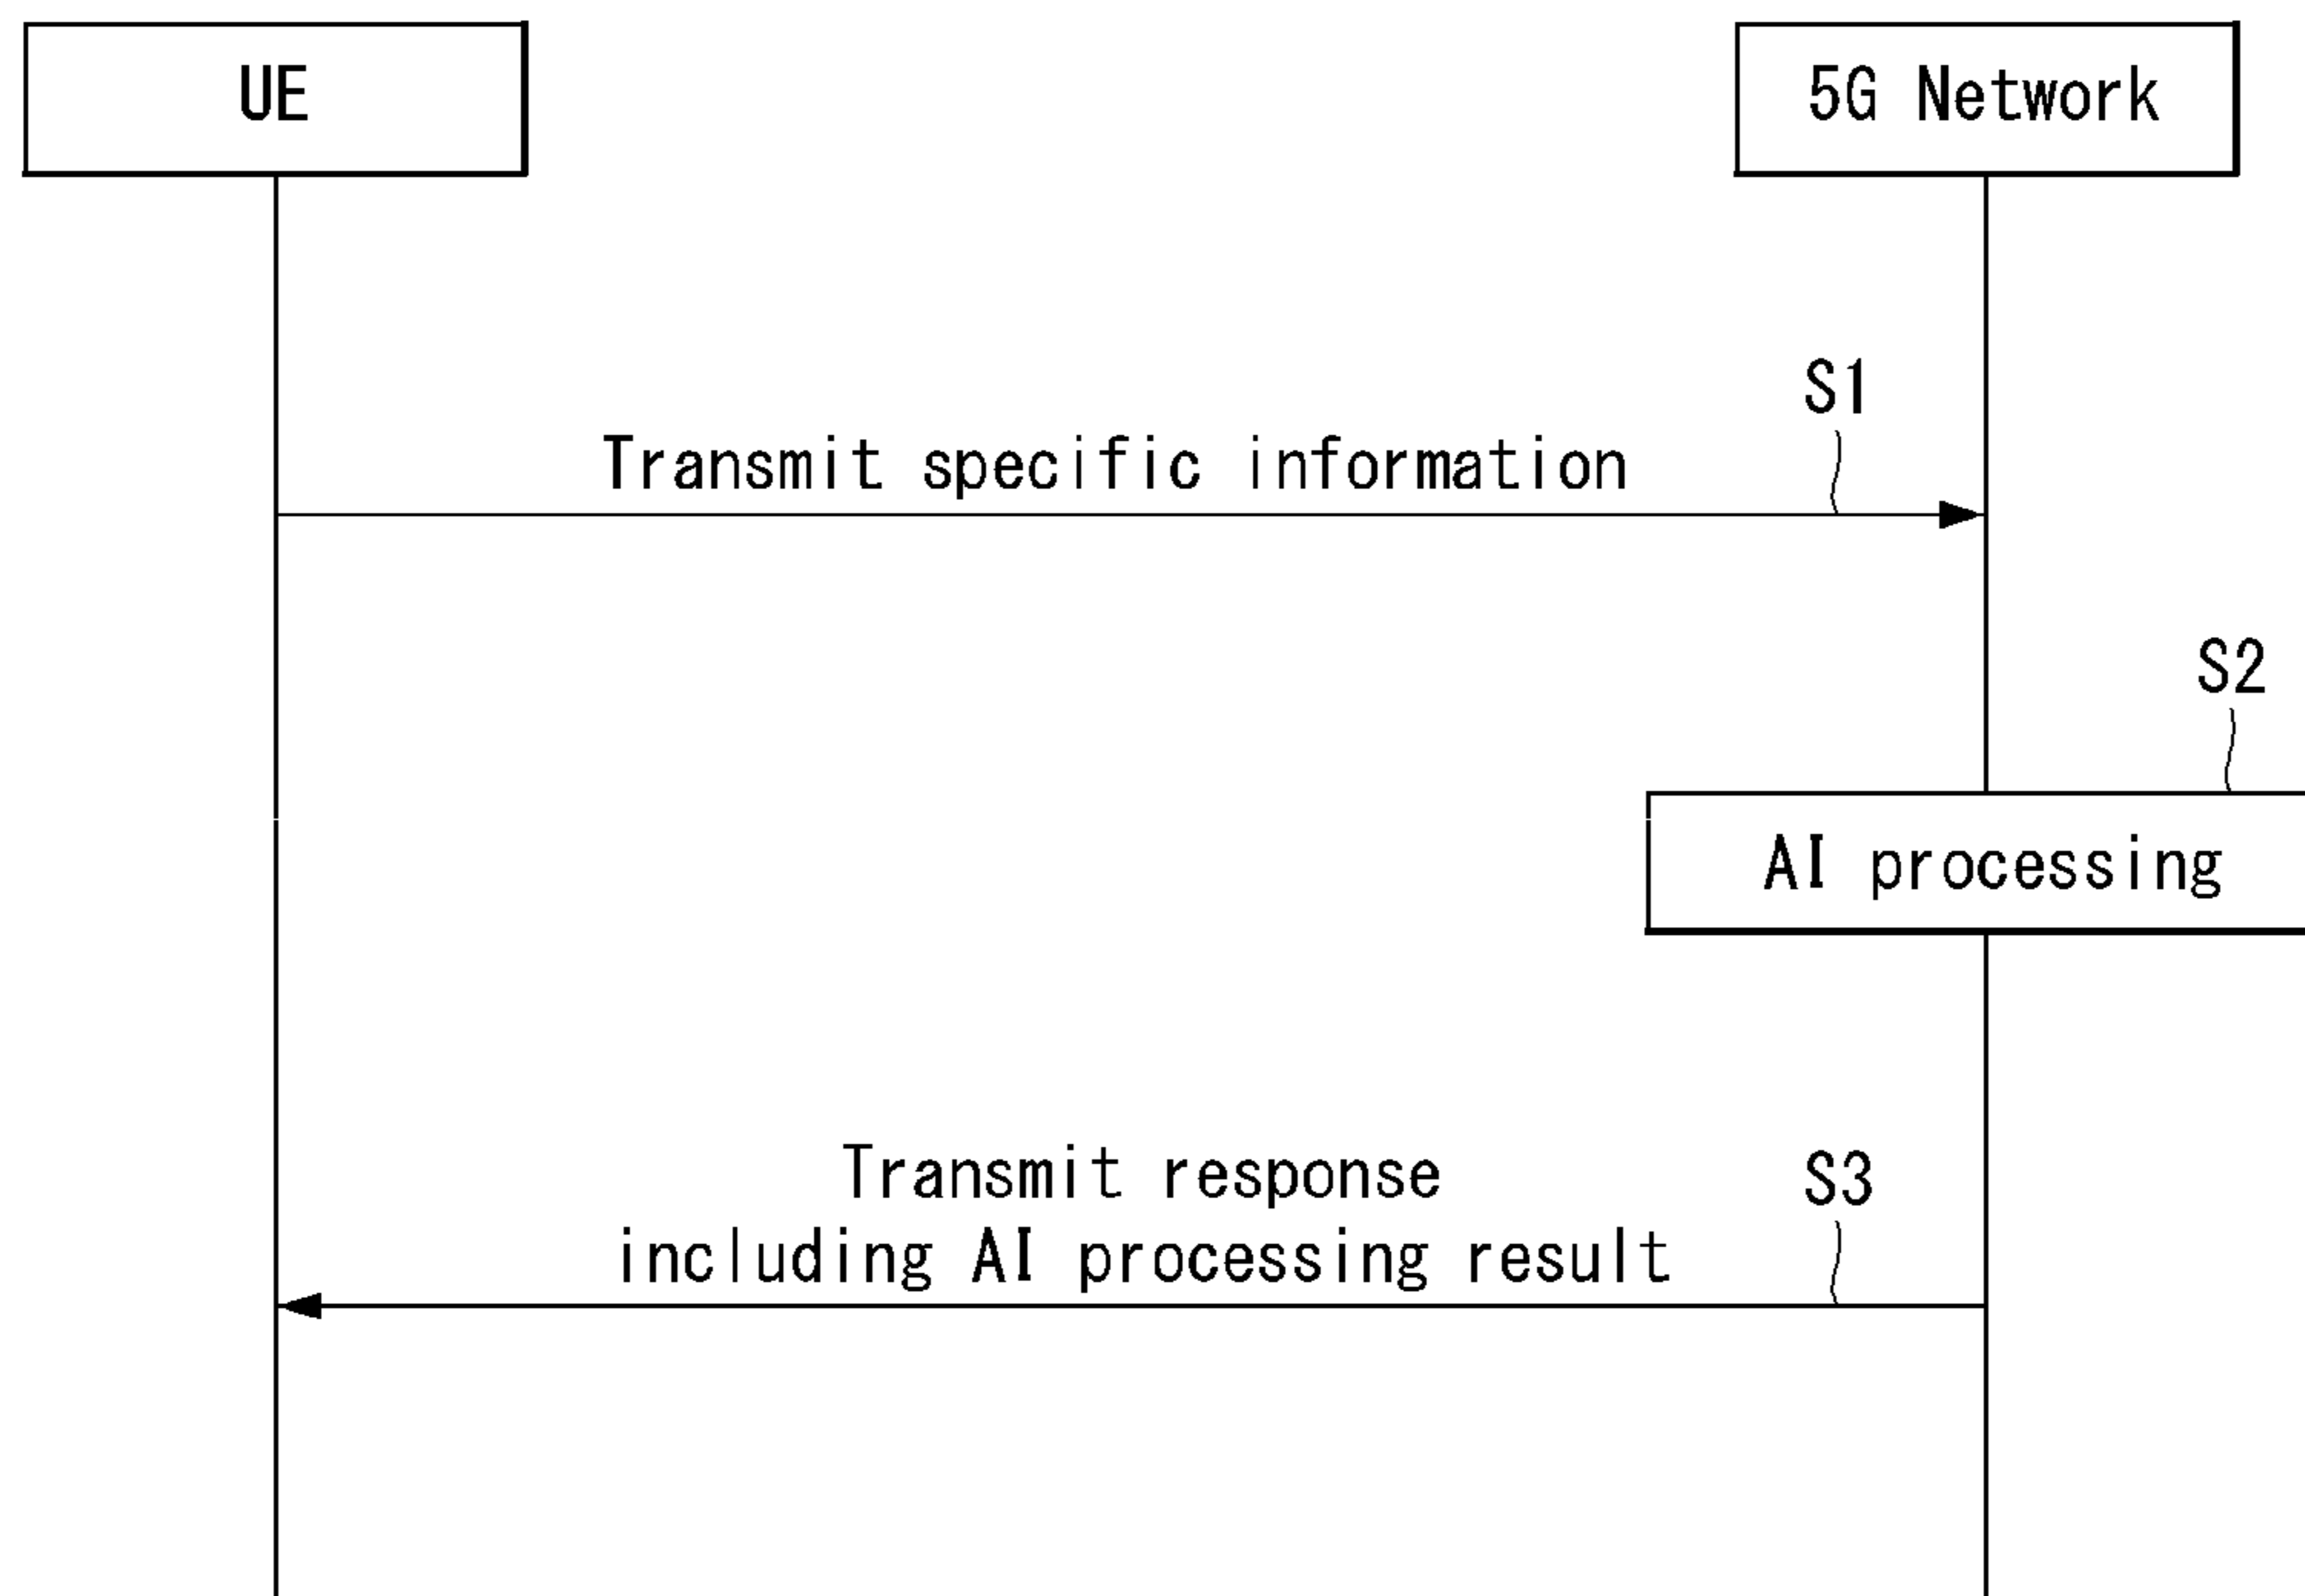 UE
5G Network
S1
Transmit specific information
S2
AI processing
Transmit response
S3
including AI processing result